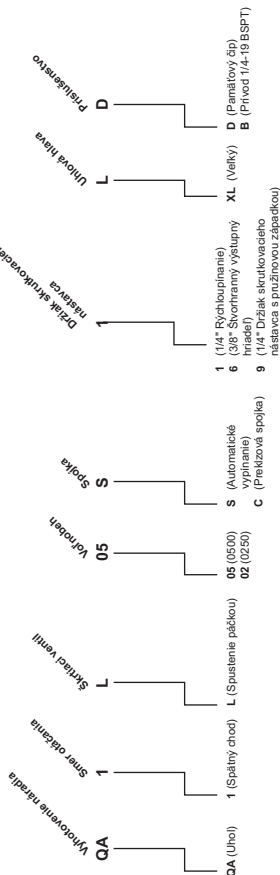 Vyhotovenie náradia
QA
QA (Uhol)
Smer otáčania
1
1 (Spätný chod)
Škrtiaci ventil
L
L (Spustenie páčkou)
Voľnobeh
05
05 (0500)
02 (0250)
Spojka
S
S (Automatické
vypínanie)
C (Preklzová spojka)
Držiak skrutkovacieho
nástavca
1
1 (1/4" Rýchloupínanie)
6 (3/8" Štvorhranný výstupný
hriadeľ)
9 (1/4" Držiak skrutkovacieho
nástavca s pružinovou západkou)
Uhlová hlava
L
XL (Veľký)
Príslušenstvo
D
D (Pamäťový čip)
B (Prívod 1/4-19 BSPT)